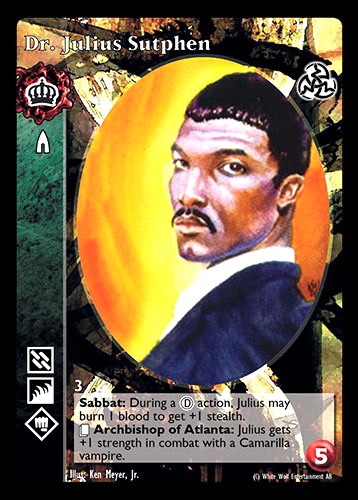 Dr. Julius Sutphen
3
Sabbat: During a Ⓓ action, Julius may
burn 1 blood to get +1 stealth.
Archbishop of Atlanta: Julius gets
+1 strength in combat with a Camarilla
vampire.
5
Illus: Ken Meyer, Jr.
(C) White Wolf Entertainment AB